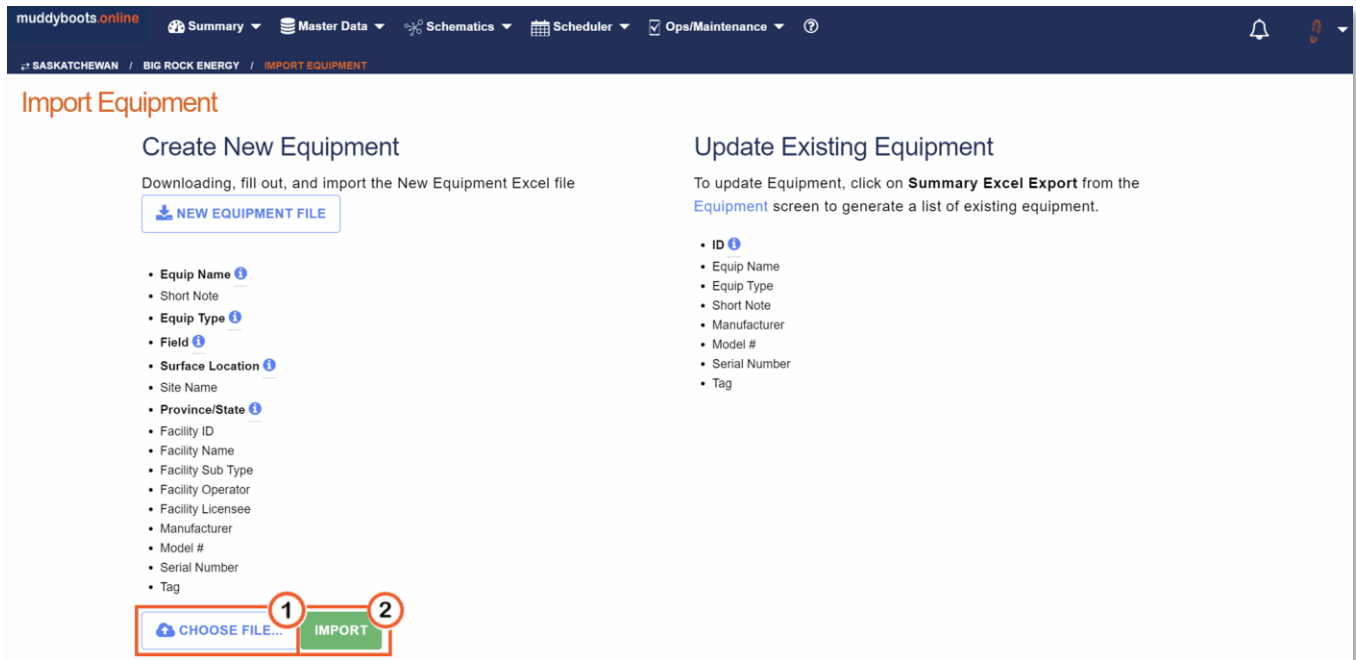 muddyboots.online
Summary
Master Data
Schematics
Scheduler
Ops/Maintenance
SASKATCHEWAN / BIG ROCK ENERGY / IMPORT EQUIPMENT
Import Equipment
Create New Equipment
Downloading, fill out, and import the New Equipment Excel file
NEW EQUIPMENT FILE
• Equip Name
• Short Note
• Equip Type
• Field
• Surface Location
• Site Name
• Province/State
• Facility ID
• Facility Name
• Facility Sub Type
• Facility Operator
• Facility Licensee
• Manufacturer
• Model #
• Serial Number
• Tag
1
2
CHOOSE FILE...
IMPORT
Update Existing Equipment
To update Equipment, click on Summary Excel Export from the
Equipment screen to generate a list of existing equipment.
• ID
• Equip Name
• Equip Type
• Short Note
• Manufacturer
• Model #
• Serial Number
• Tag